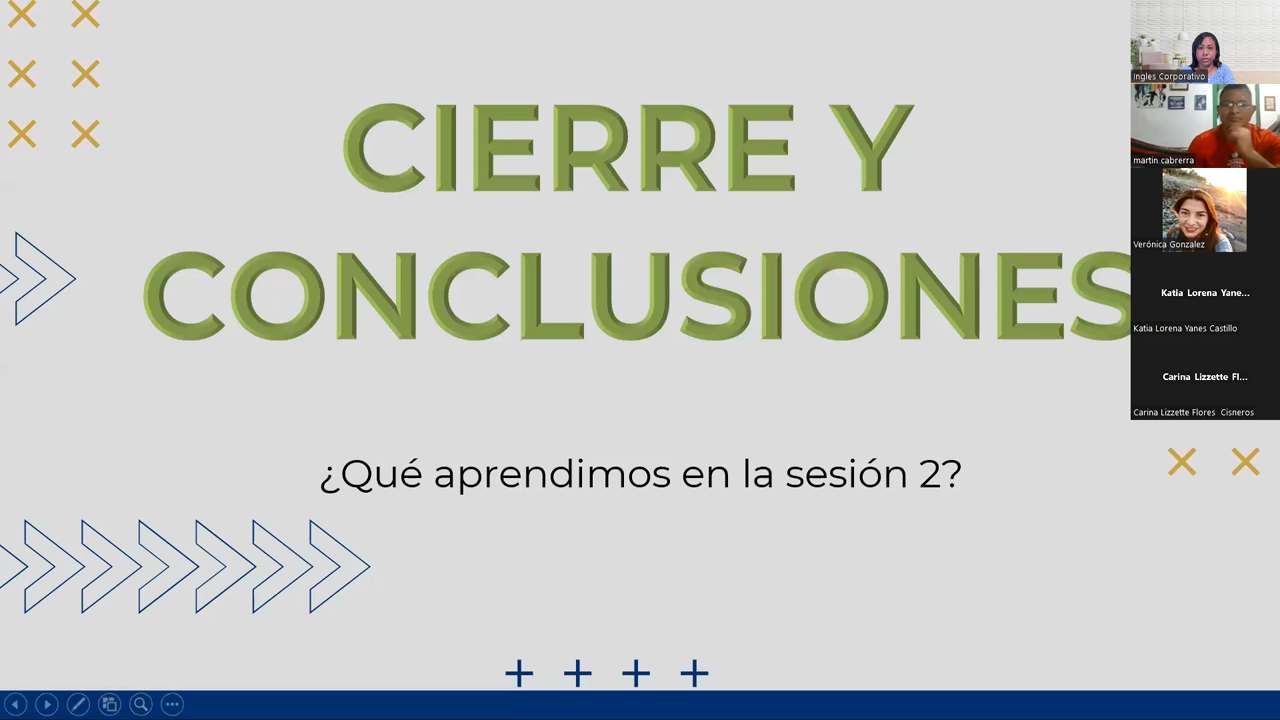 CIERRE Y
CONCLUSIONES
¿Qué aprendimos en la sesión 2?
Ingles Corporativo
martin cabrerra
Verónica Gonzalez
Katia Lorena Yane...
Katia Lorena Yanes Castillo
Carina Lizzette Fl...
Carina Lizzette Flores Cisneros